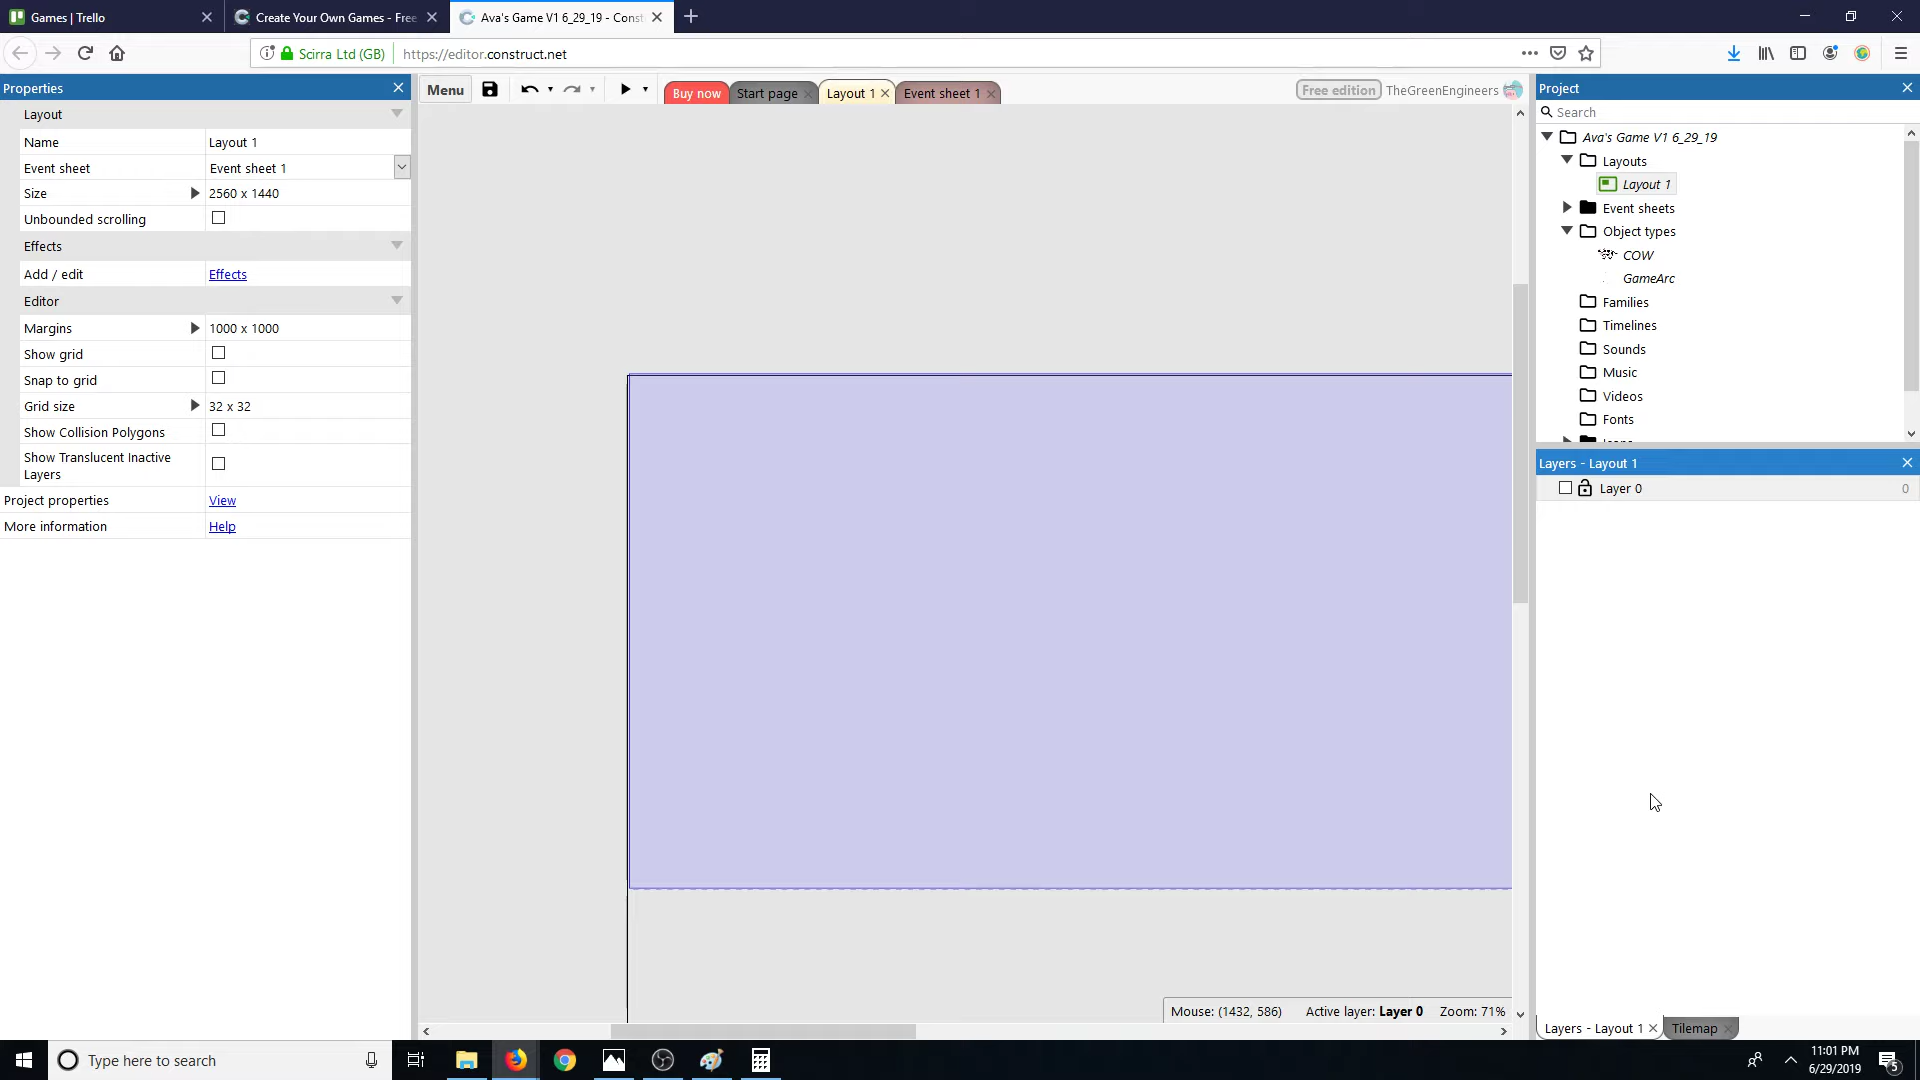 Games | Trello
Create Your Own Games - Free
Ava's Game V1 6_29_19 - Const
Scirra Ltd (GB)
https://editor.construct.net
Properties
Menu
Buy now
Start page
Layout 1
Event sheet 1
Free edition
TheGreenEngineers
Project
Layout
Name
Layout 1
Event sheet
Event sheet 1
Size
2560 x 1440
Unbounded scrolling
Effects
Add / edit
Effects
Editor
Margins
1000 x 1000
Show grid
Snap to grid
Grid size
32 x 32
Show Collision Polygons
Show Translucent Inactive
Layers
Project properties
View
More information
Help
Mouse: (1432, 586)
Active layer: Layer 0
Zoom: 71%
Search
Ava's Game V1 6_29_19
Layouts
Layout 1
Event sheets
Object types
COW
GameArc
Families
Timelines
Sounds
Music
Videos
Fonts
Layers - Layout 1
Layer 0
0
Layers - Layout 1
Tilemap
Type here to search
11:01 PM
6/29/2019
5